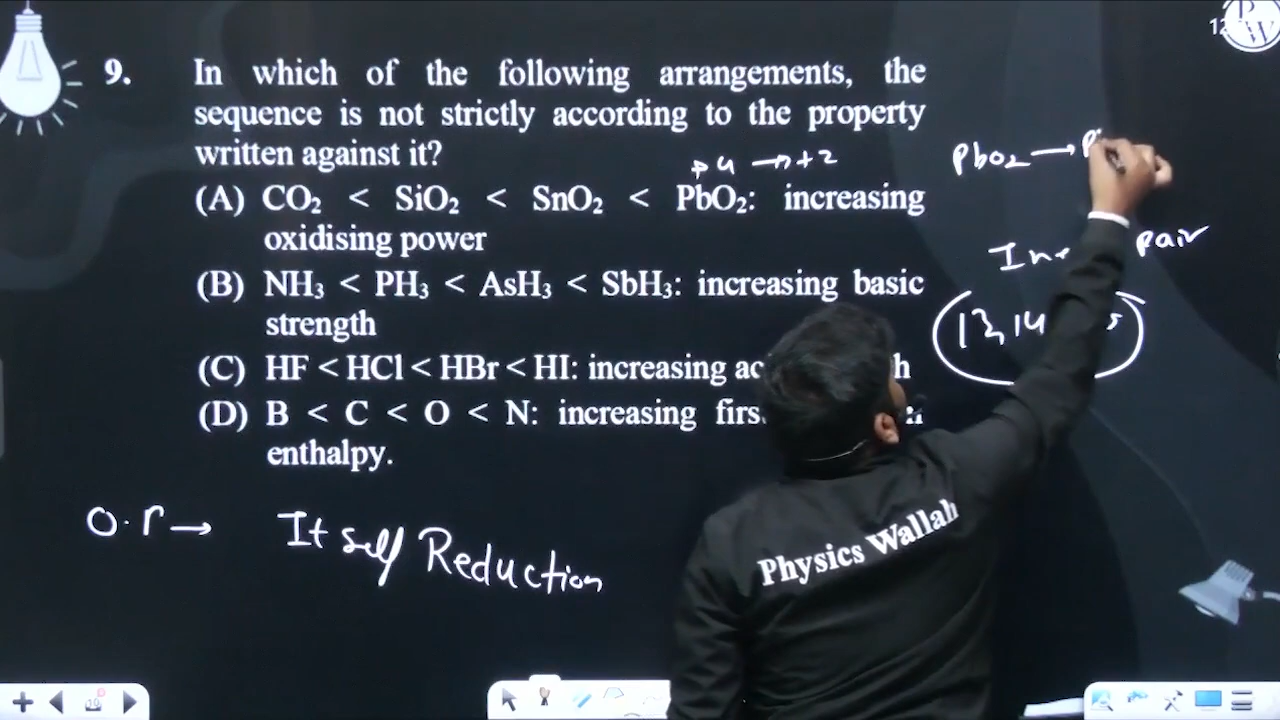 12
PW
9. In which of the following arrangements, the
sequence is not strictly according to the property
written against it?
+4 → +2
(A) CO₂ < SiO₂ < SnO₂ < PbO₂: increasing
oxidising power
(B) NH₃ < PH₃ < AsH₃ < SbH₃: increasing basic
strength
(C) HF < HCl < HBr < HI: increasing
(D) B < C < O < N: increasing
enthalpy.
PbO₂ →
pair
13, 14
O.P →
It self Reduction
Physics Wallah